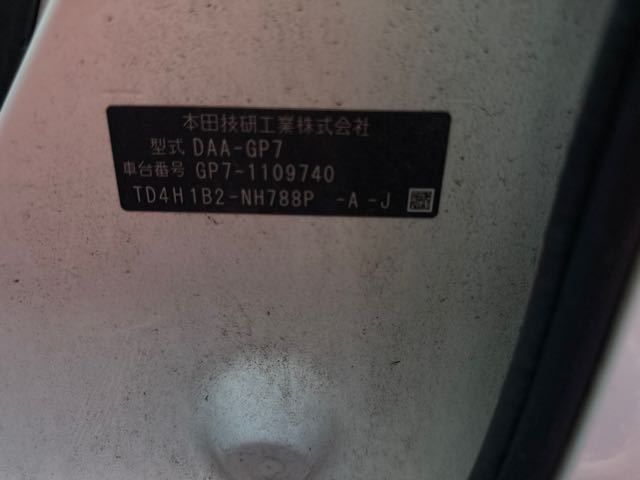 本田技研工業株式会社
型式 DAA-GP7
車台番号 GP7-1109740
TD4H1B2-NH788P -A -J